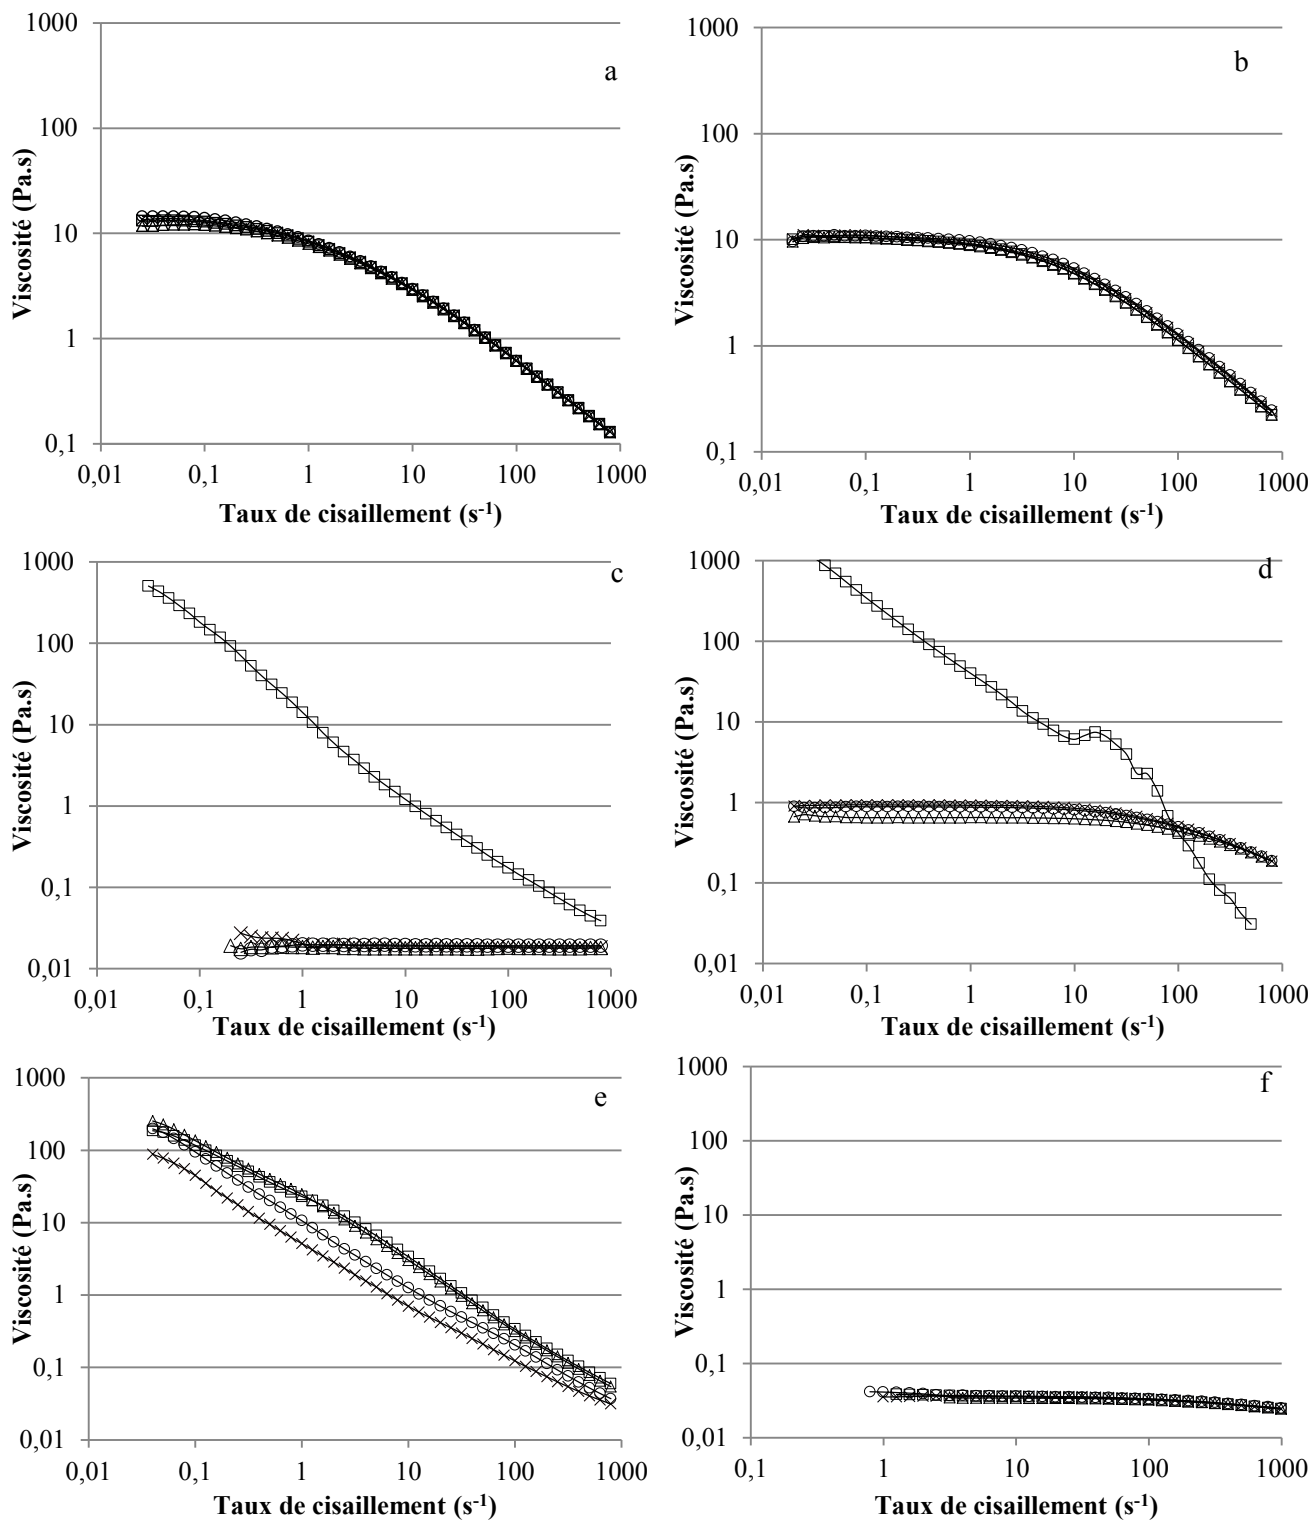 a
Viscosité (Pa.s)
1000
100
10
1
0,1
0,01 0,1 1 10 100 1000
Taux de cisaillement (s-1)
b
Viscosité (Pa.s)
1000
100
10
1
0,1
0,01 0,1 1 10 100 1000
Taux de cisaillement (s-1)
c
Viscosité (Pa.s)
1000
100
10
1
0,1
0,01
0,01 0,1 1 10 100 1000
Taux de cisaillement (s-1)
d
Viscosité (Pa.s)
1000
100
10
1
0,1
0,01
0,01 0,1 1 10 100 1000
Taux de cisaillement (s-1)
e
Viscosité (Pa.s)
1000
100
10
1
0,1
0,01
0,01 0,1 1 10 100 1000
Taux de cisaillement (s-1)
f
Viscosité (Pa.s)
1000
100
10
1
0,1
0,01
0,1 1 10 100 1000
Taux de cisaillement (s-1)